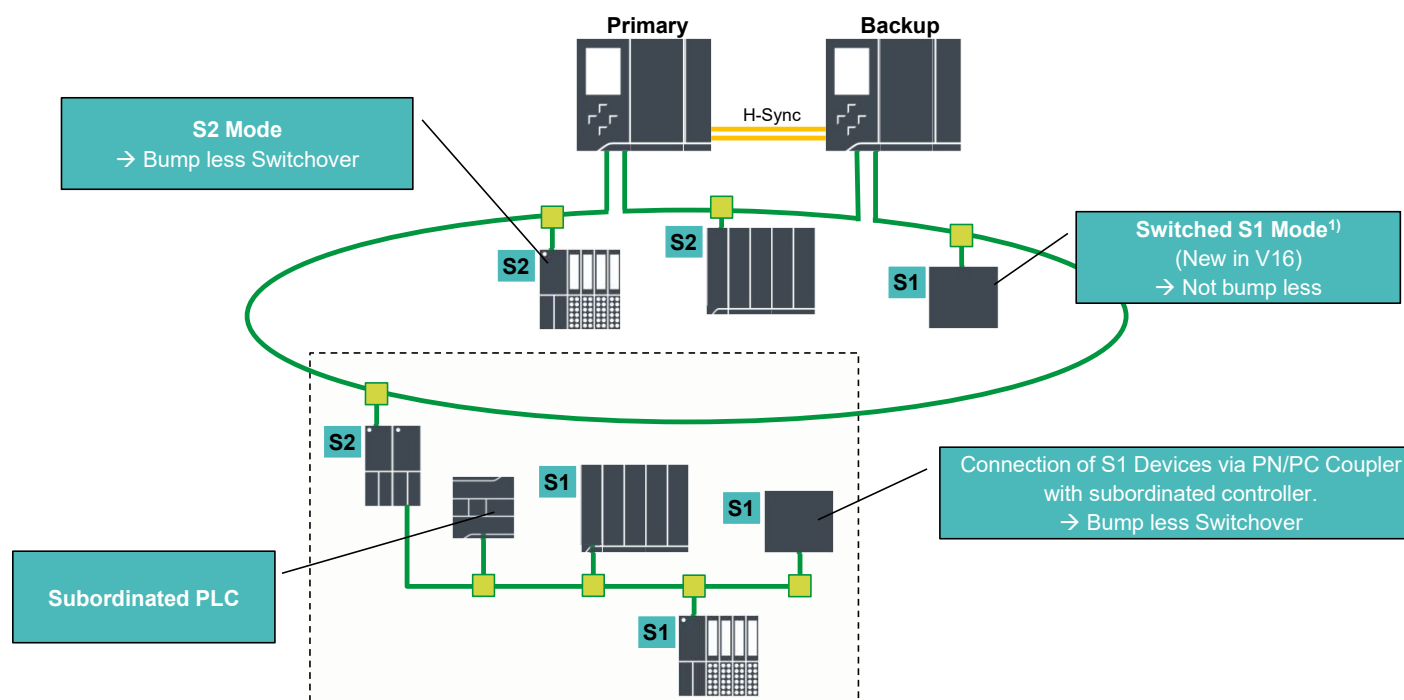 Primary
Backup
H-Sync
S2 Mode
→ Bump less Switchover
S2
S2
S1
Switched S1 Mode¹⁾
(New in V16)
→ Not bump less
S2
S1
S1
Connection of S1 Devices via PN/PC Coupler
with subordinated controller.
→ Bump less Switchover
Subordinated PLC
S1